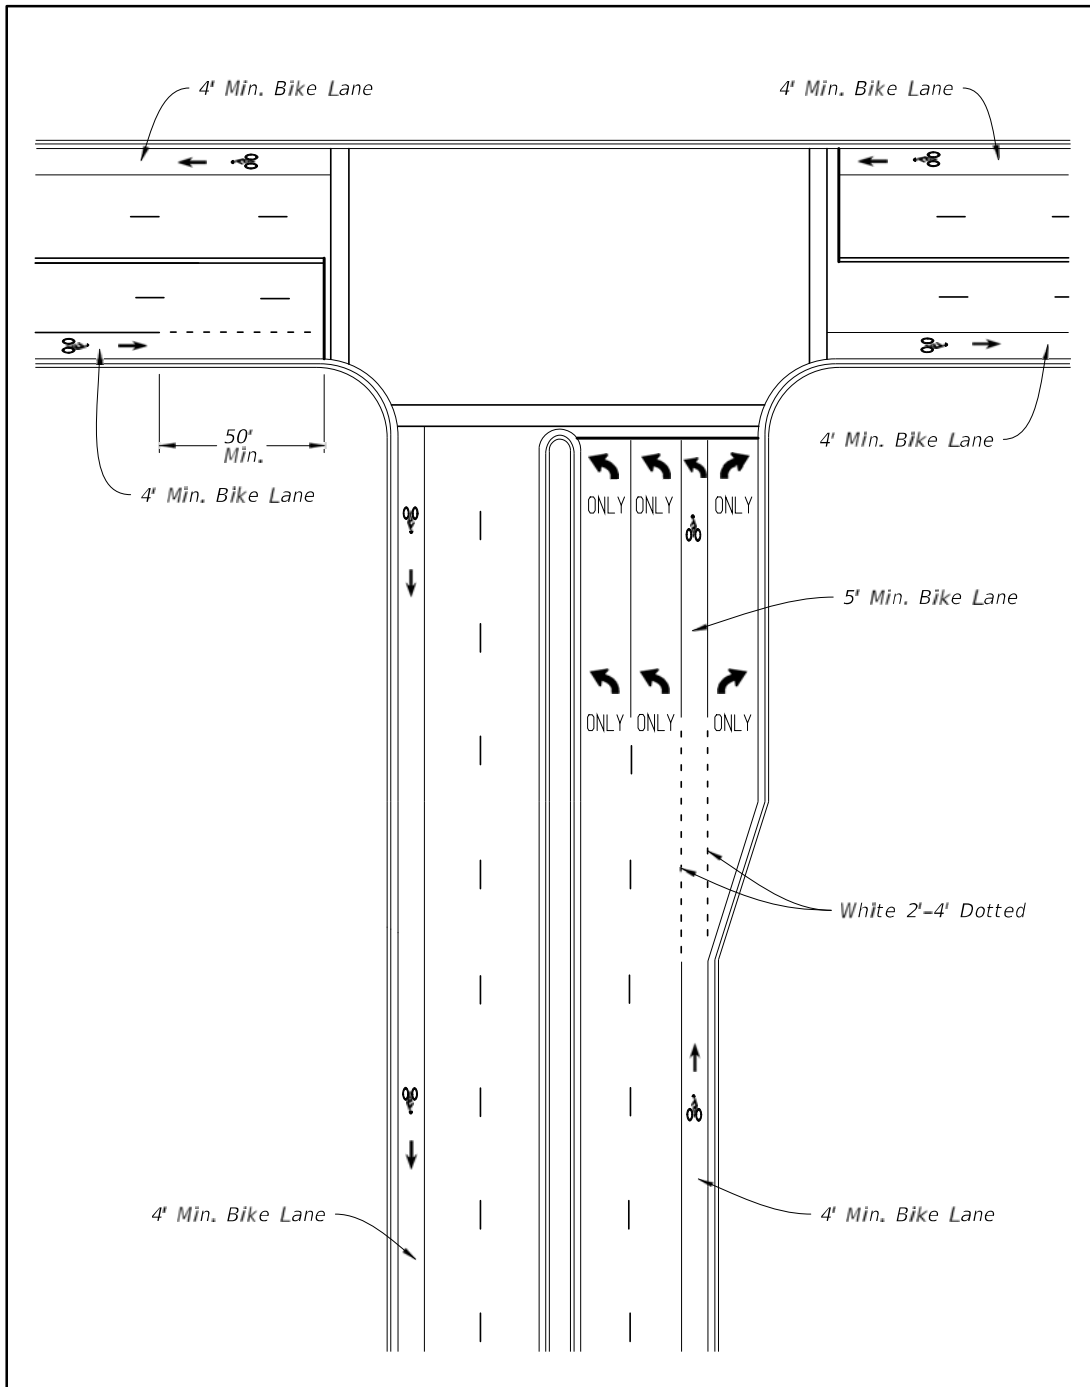 4' Min. Bike Lane
4' Min. Bike Lane
50'
Min.
4' Min. Bike Lane
4' Min. Bike Lane
ONLY ONLY ONLY
5' Min. Bike Lane
ONLY ONLY ONLY
White 2'-4' Dotted
4' Min. Bike Lane
4' Min. Bike Lane